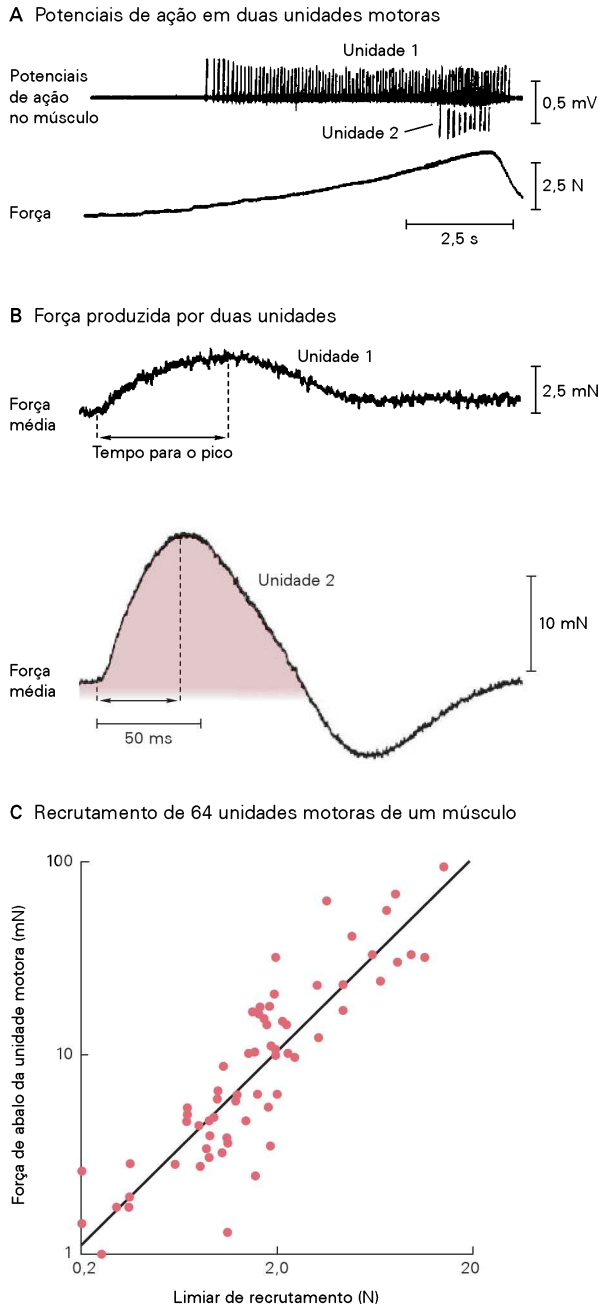 A Potenciais de ação em duas unidades motoras
Unidade 1
Potenciais
de ação
no músculo
0,5 mV
Unidade 2
2,5 N
Força
2,5 s
B Força produzida por duas unidades
Unidade 1
2,5 mN
Força
média
Tempo para o pico
Unidade 2
10 mN
Força
média
50 ms
C Recrutamento de 64 unidades motoras de um músculo
Força de abalo da unidade motora (mN)
100
10
1
0,2
2,0
20
Limiar de recrutamento (N)